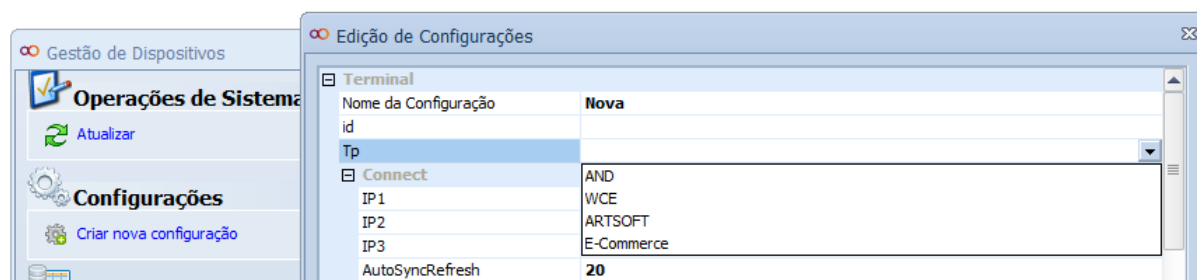 Gestão de Dispositivos
Operações de Sistema
Atualizar
Configurações
Criar nova configuração
Edição de Configurações
Terminal
Nome da Configuração Nova
id
Tp
Connect
AND
IP1
WCE
IP2
ARTSOFT
IP3
E-Commerce
AutoSyncRefresh 20